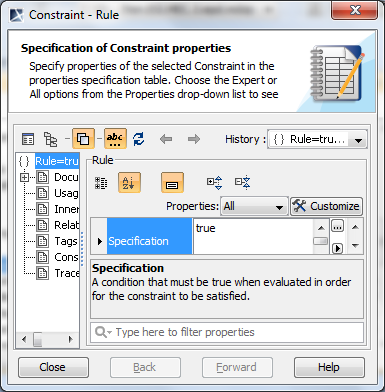 Constraint - Rule
Specification of Constraint properties
Specify properties of the selected Constraint in the
properties specification table. Choose the Expert or
All options from the Properties drop-down list to see
abc
History :
{ } Rule=tru...
{ } Rule=tru
Docu
Usag
Inner
Relat
Tags
Cons
Trace
Rule
Properties: All
Customize
Specification
true
Specification
A condition that must be true when evaluated in order
for the constraint to be satisfied.
Type here to filter properties
Close
Back
Forward
Help